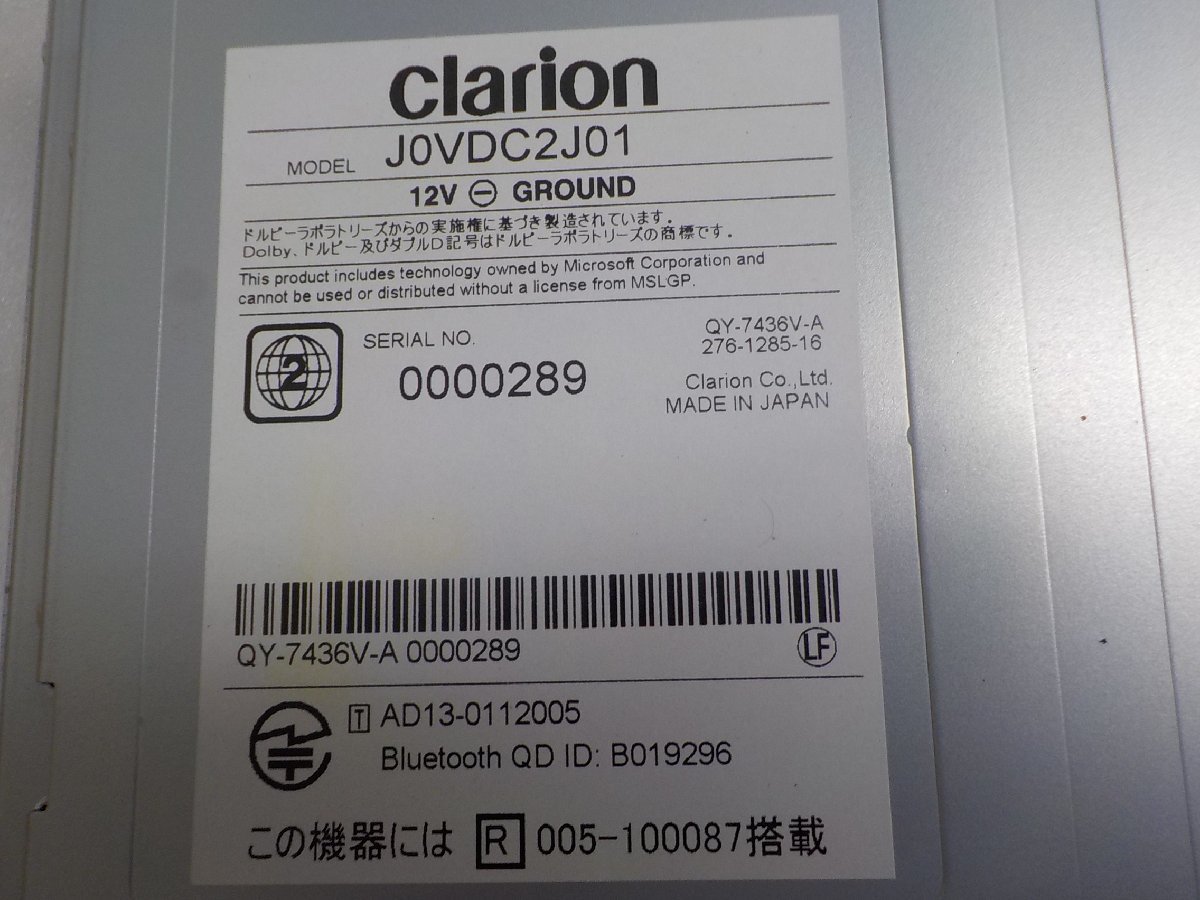 clarion
MODEL J0VDC2J01
12V ⊖ GROUND
ドルビーラボラトリーズからの実施権に基づき製造されています.
Dolby、ドルビー及びダブルD記号はドルビーラボラトリーズの商標です.
This product includes technology owned by Microsoft Corporation and
cannot be used or distributed without a license from MSLGP.
2
SERIAL NO.
0000289
QY-7436V-A
276-1285-16
Clarion Co.,Ltd.
MADE IN JAPAN
QY-7436V-A 0000289
LF
T AD13-0112005
Bluetooth QD ID: B019296
この機器には R 005-100087搭載